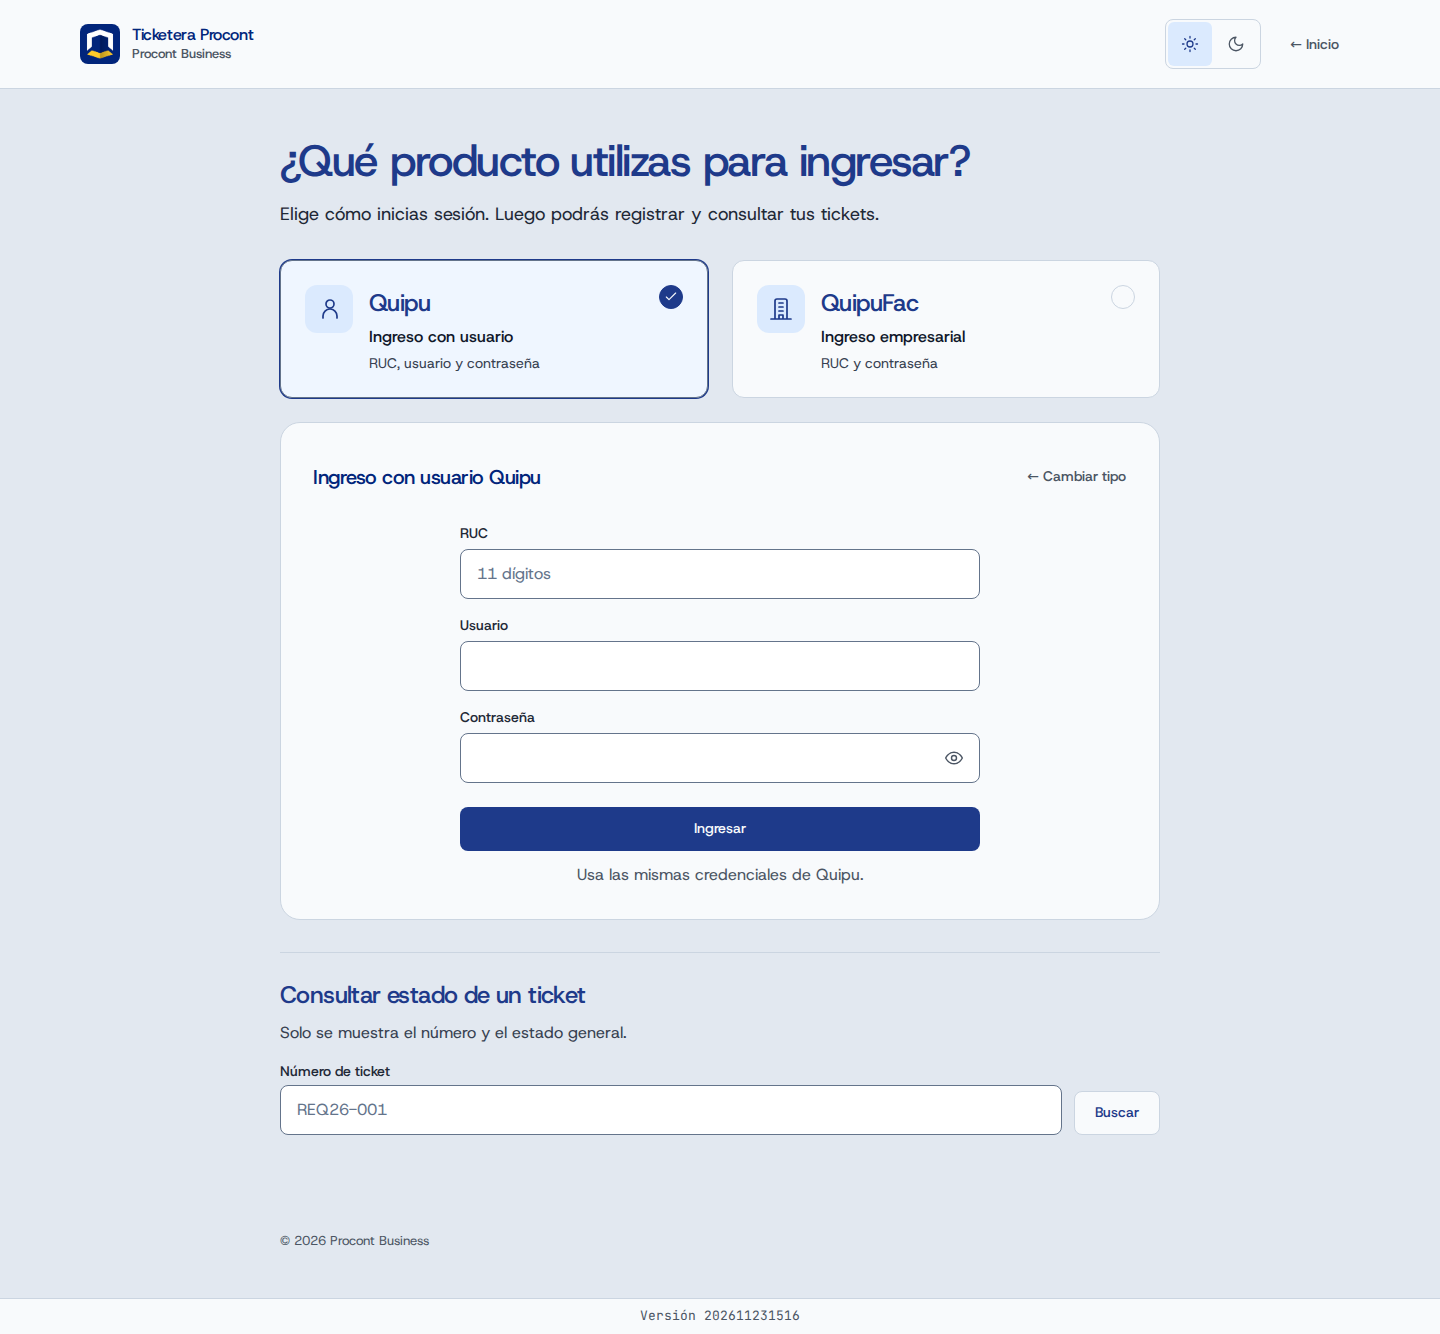 Ticketera Procont
Procont Business
← Inicio
¿Qué producto utilizas para ingresar?
Elige cómo inicias sesión. Luego podrás registrar y consultar tus tickets.
Quipu
Ingreso con usuario
RUC, usuario y contraseña
QuipuFac
Ingreso empresarial
RUC y contraseña
Ingreso con usuario Quipu
← Cambiar tipo
RUC
11 dígitos
Usuario
Contraseña
Ingresar
Usa las mismas credenciales de Quipu.
Consultar estado de un ticket
Solo se muestra el número y el estado general.
Número de ticket
REQ26-001
Buscar
© 2026 Procont Business
Versión 202611231516